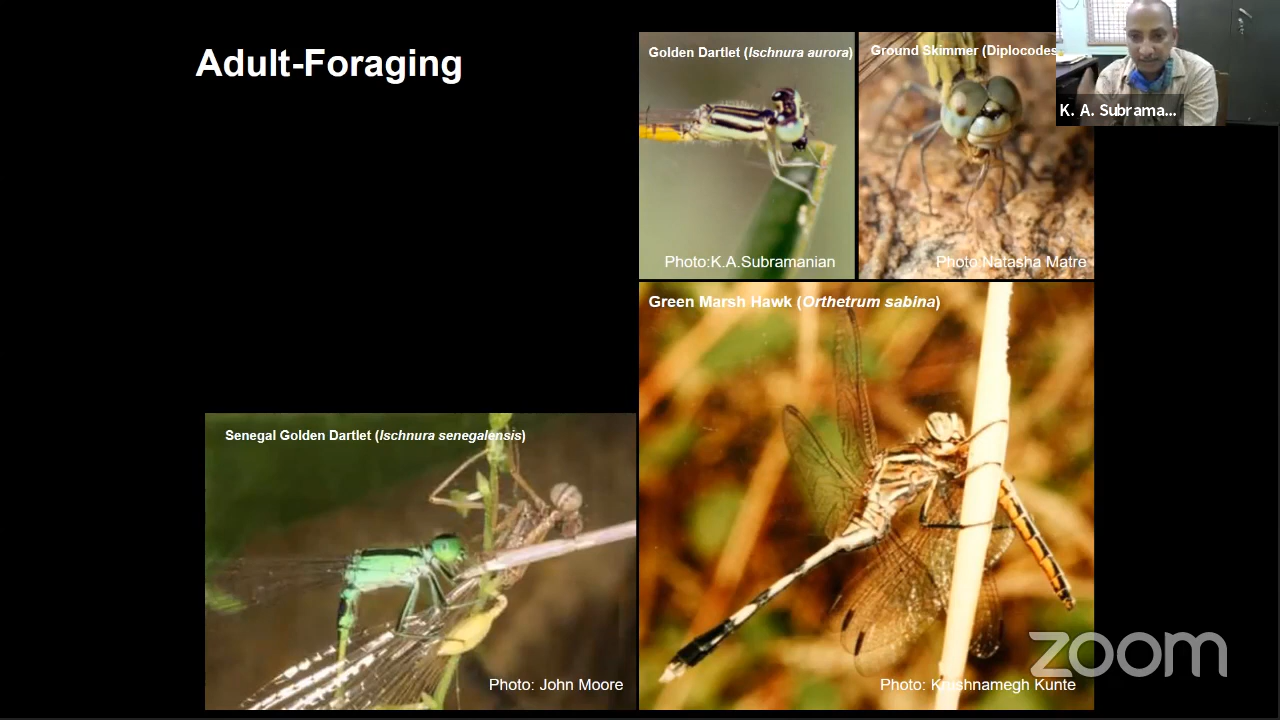 Adult-Foraging
Golden Dartlet (Ischnura aurora)
Ground Skimmer (Diplocodes
K. A. Subrama...
Photo:K.A.Subramanian
Photo Natasha Matre
Green Marsh Hawk (Orthetrum sabina)
Senegal Golden Dartlet (Ischnura senegalensis)
Photo: John Moore
Photo: Krushnamegh Kunte
zoom